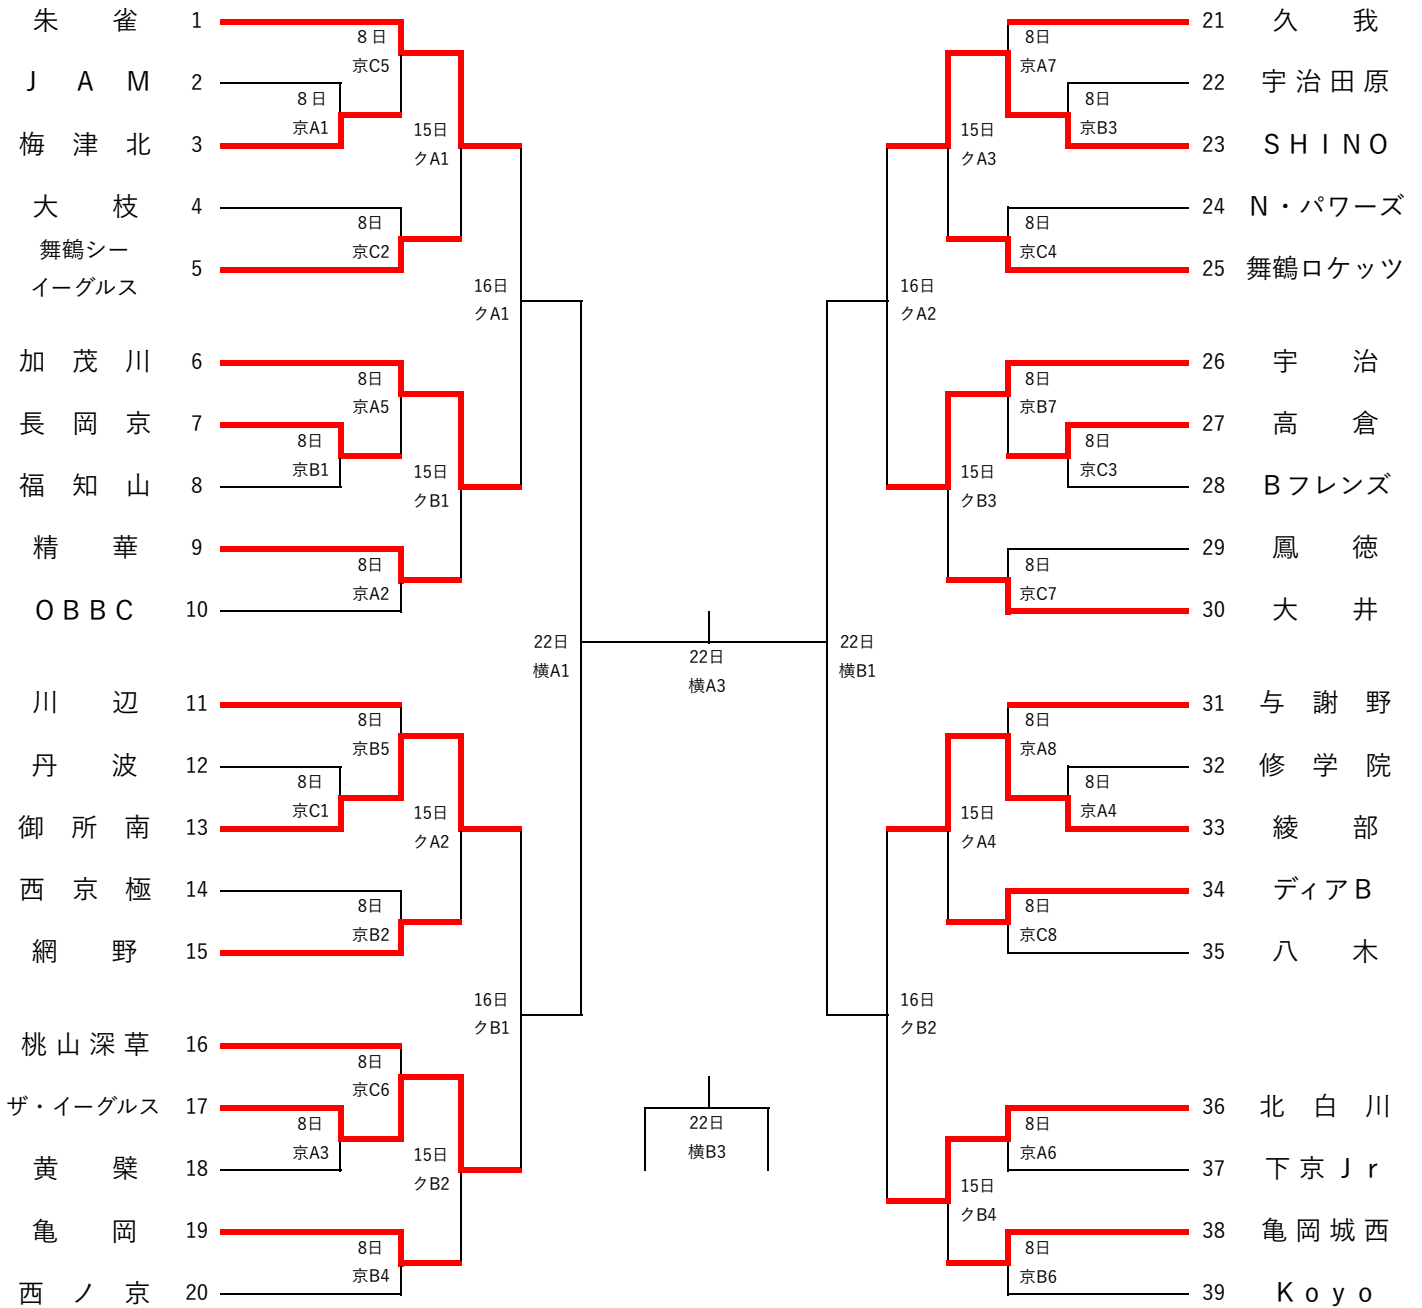 朱雀 1
8日
京C5
JAM 2
8日
京A1
梅津北 3
15日
クA1
大枝 4
8日
京C2
舞鶴シー
イーグルス 5
16日
クA1
加茂川 6
8日
京A5
長岡京 7
8日
京B1
福知山 8
15日
クB1
精華 9
8日
京A2
OBBC 10
22日
横A1
川辺 11
8日
京B5
丹波 12
8日
京C1
御所南 13
15日
クA2
西京極 14
8日
京B2
網野 15
16日
クB1
桃山深草 16
8日
京C6
ザ・イーグルス 17
8日
京A3
黄檗 18
15日
クB2
亀岡 19
8日
京B4
西ノ京 20
22日
横A3
22日
横B3
21 久我
8日
京A7
22 宇治田原
8日
京B3
23 SHINO
15日
クA3
24 N・パワーズ
8日
京C4
25 舞鶴ロケッツ
16日
クA2
26 宇治
8日
京B7
27 高倉
8日
京C3
28 Bフレンズ
15日
クB3
29 鳳徳
8日
京C7
30 大井
22日
横B1
31 与謝野
8日
京A8
32 修学院
8日
京A4
33 綾部
15日
クA4
34 ディアB
8日
京C8
35 八木
16日
クB2
36 北白川
8日
京A6
37 下京Jr
15日
クB4
38 亀岡城西
8日
京B6
39 Koyo